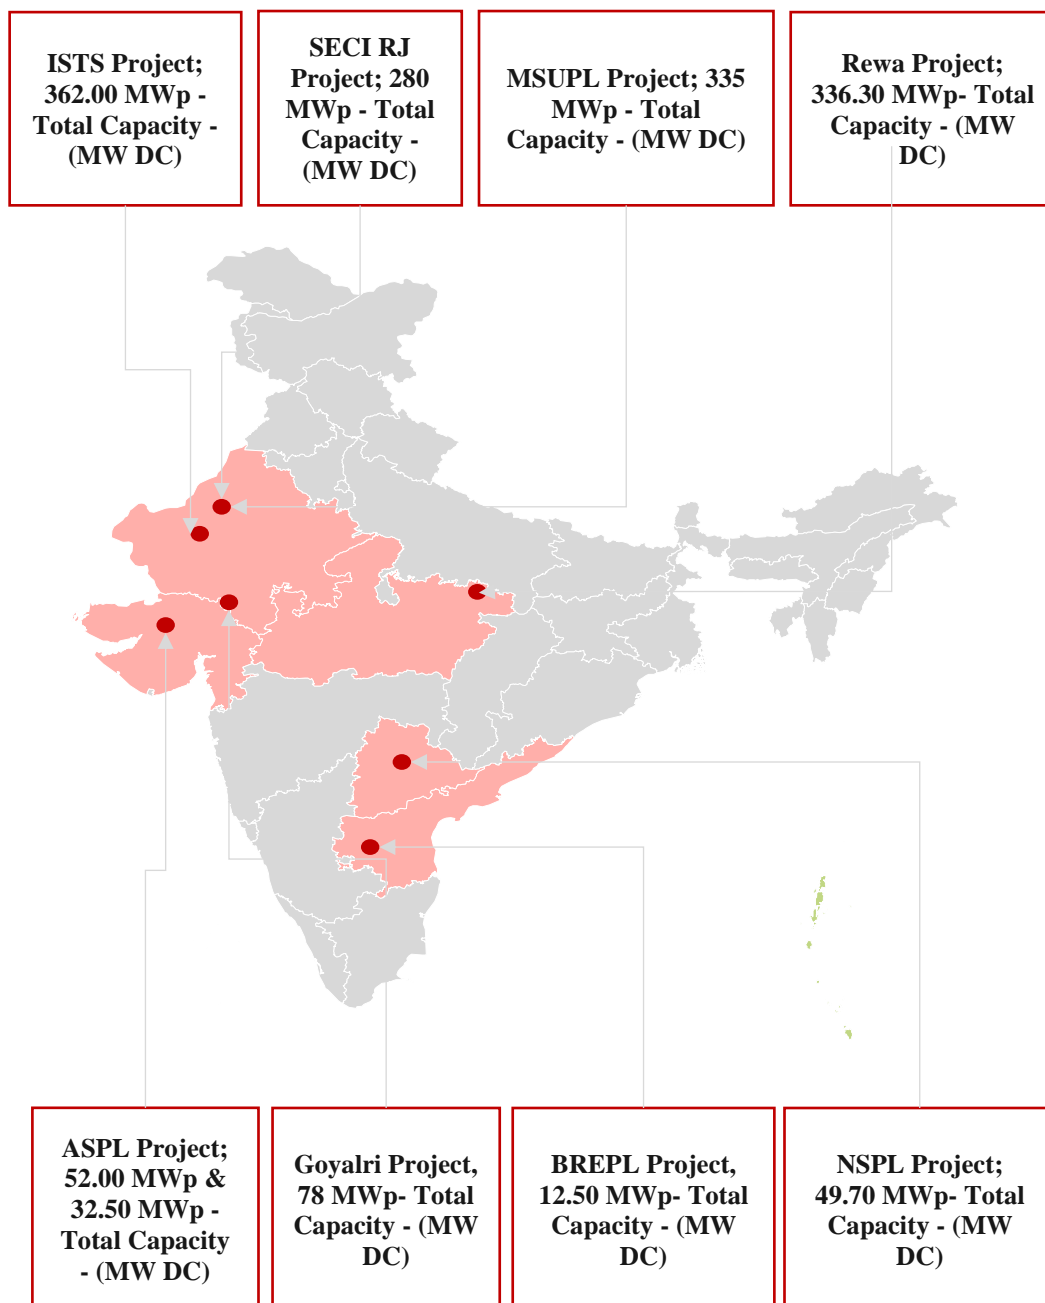 ISTS Project;
362.00 MWp -
Total Capacity -
(MW DC)
SECI RJ
Project; 280
MWp - Total
Capacity -
(MW DC)
MSUPL Project; 335
MWp - Total
Capacity - (MW DC)
Rewa Project;
336.30 MWp- Total
Capacity - (MW
DC)
ASPL Project;
52.00 MWp &
32.50 MWp -
Total Capacity
- (MW DC)
Goyalri Project,
78 MWp- Total
Capacity - (MW
DC)
BREPL Project,
12.50 MWp- Total
Capacity - (MW
DC)
NSPL Project;
49.70 MWp- Total
Capacity - (MW
DC)